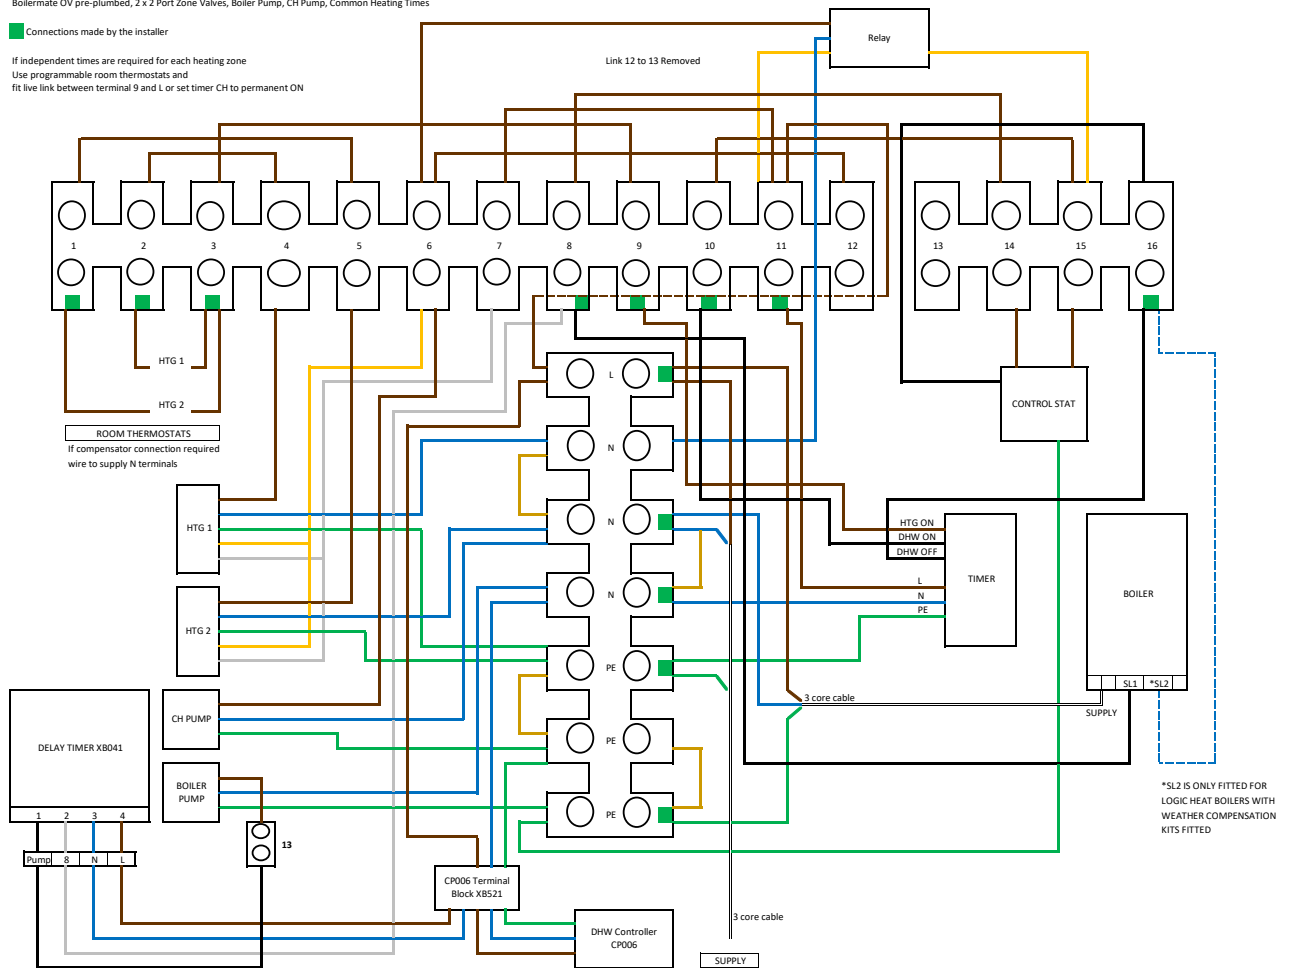 Boilermate OV pre-plumbed, 2 x 2 Port Zone Valves, Boiler Pump, CH Pump, Common Heating Times
Connections made by the installer
If independent times are required for each heating zone
Use programmable room thermostats and
fit live link between terminal 9 and L or set timer CH to permanent ON
Link 12 to 13 Removed
Relay
1 2 3 4 5 6 7 8 9 10 11 12 13 14 15 16
HTG 1
HTG 2
ROOM THERMOSTATS
If compensator connection required
wire to supply N terminals
L
N
N
N
PE
PE
PE
CONTROL STAT
HTG 1
HTG 2
CH PUMP
BOILER
PUMP
DELAY TIMER XB041
1 2 3 4
Pump 8 N L
13
HTG ON
DHW ON
DHW OFF
L
N
PE
TIMER
BOILER
SL1 *SL2
SUPPLY
3 core cable
*SL2 IS ONLY FITTED FOR
LOGIC HEAT BOILERS WITH
WEATHER COMPENSATION
KITS FITTED
CP006 Terminal
Block XB521
DHW Controller
CP006
3 core cable
SUPPLY